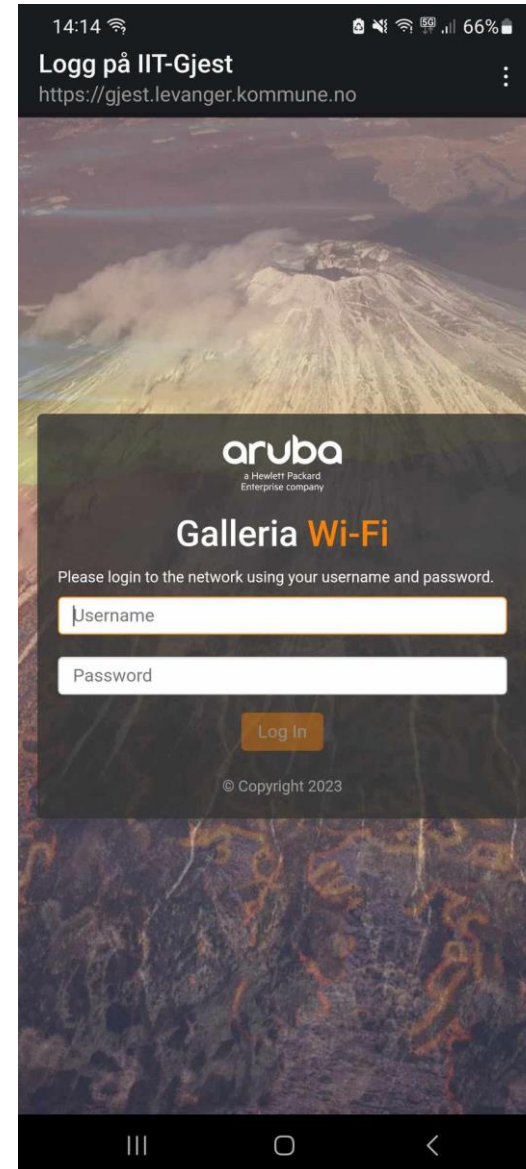 14:14
5G
66%
Logg på IIT-Gjest
https://gjest.levanger.kommune.no
aruba
a Hewlett Packard
Enterprise company
Galleria Wi-Fi
Please login to the network using your username and password.
Username
Password
Log In
© Copyright 2023